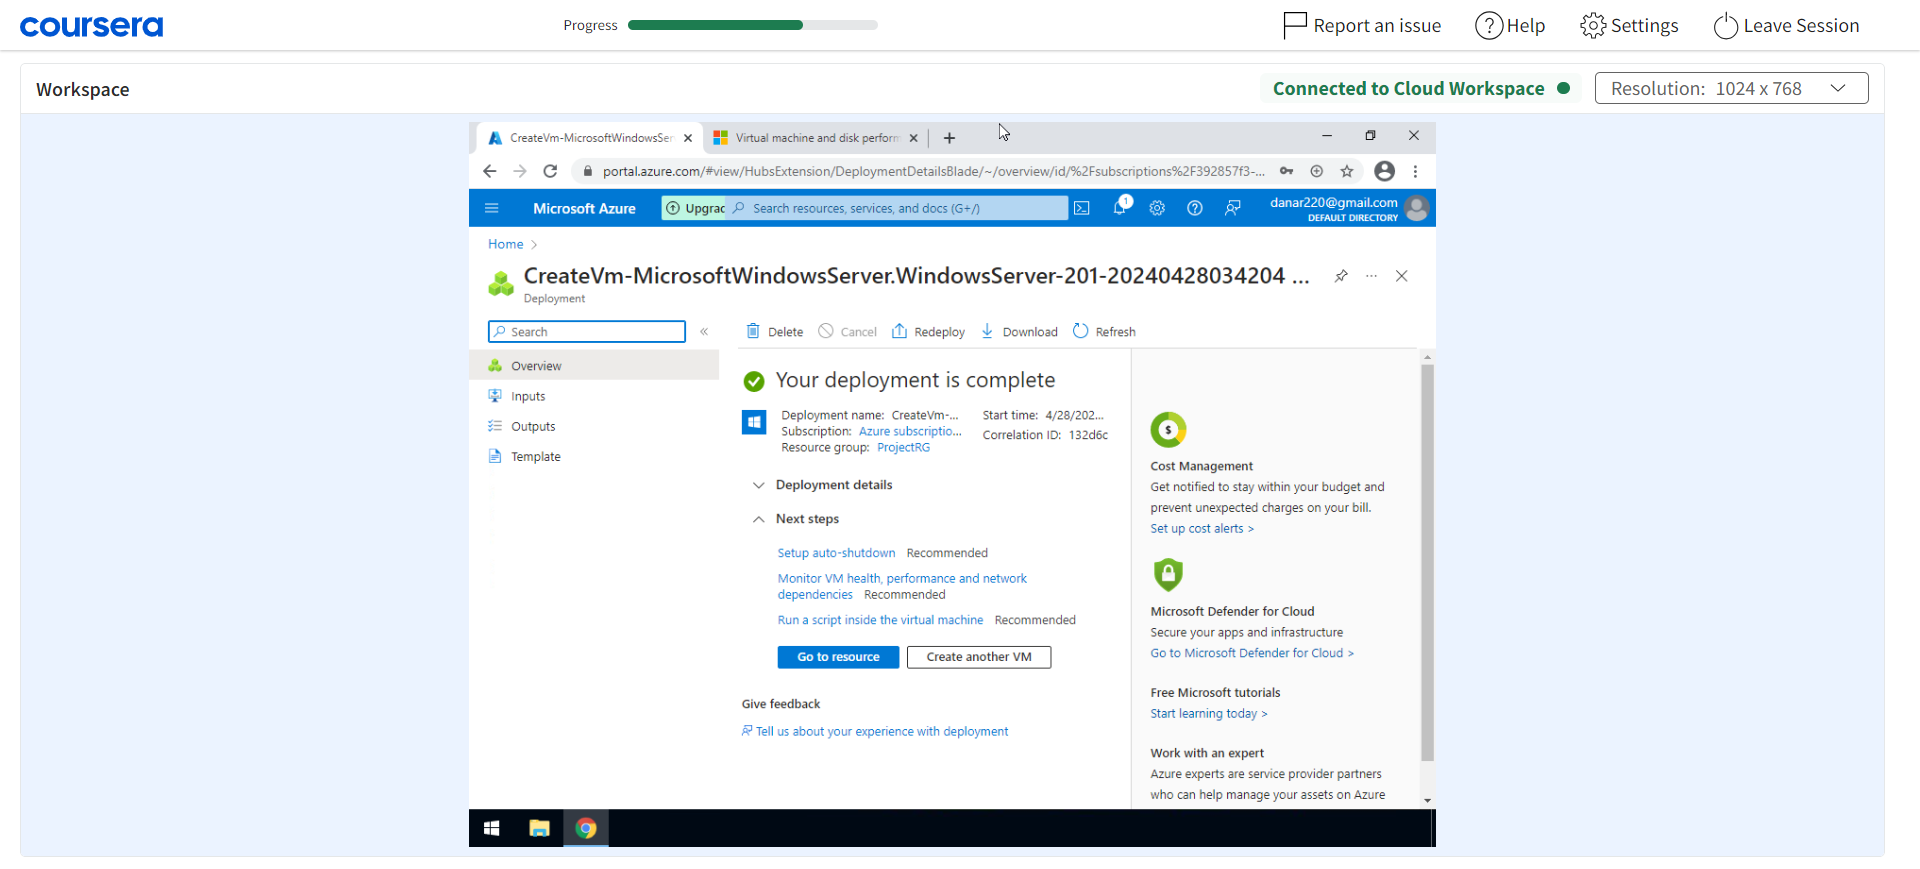 coursera
Progress
Report an issue
Help
Settings
Leave Session
Workspace
Connected to Cloud Workspace
Resolution: 1024 x 768
CreateVm-MicrosoftWindowsSer
Virtual machine and disk perform
portal.azure.com/#view/HubsExtension/DeploymentDetailsBlade/~/overview/id/%2Fsubscriptions%2F392857f3-...
Microsoft Azure
Upgrac
Search resources, services, and docs (G+/)
1
danar220@gmail.com
DEFAULT DIRECTORY
Home
CreateVm-MicrosoftWindowsServer.WindowsServer-201-20240428034204 ...
Deployment
Search
Overview
Inputs
Outputs
Template
Delete
Cancel
Redeploy
Download
Refresh
Your deployment is complete
Deployment name: CreateVm-...
Subscription: Azure subscriptio...
Resource group: ProjectRG
Start time: 4/28/202...
Correlation ID: 132d6c
Deployment details
Next steps
Setup auto-shutdown Recommended
Monitor VM health, performance and network
dependencies Recommended
Run a script inside the virtual machine Recommended
Go to resource
Create another VM
Give feedback
Tell us about your experience with deployment
$
Cost Management
Get notified to stay within your budget and
prevent unexpected charges on your bill.
Set up cost alerts >
Microsoft Defender for Cloud
Secure your apps and infrastructure
Go to Microsoft Defender for Cloud >
Free Microsoft tutorials
Start learning today >
Work with an expert
Azure experts are service provider partners
who can help manage your assets on Azure